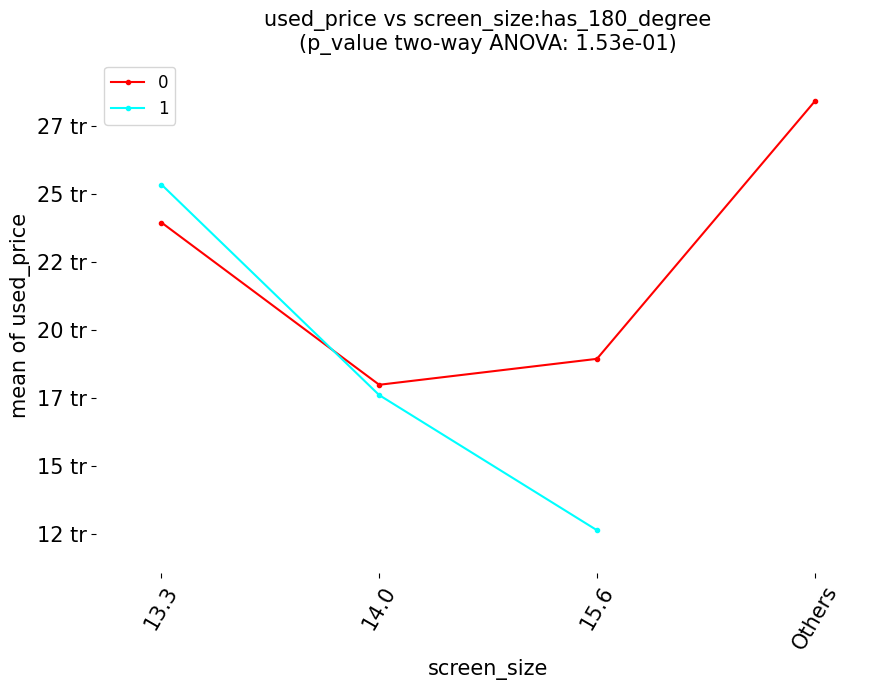 used_price vs screen_size:has_180_degree
(p_value two-way ANOVA: 1.53e-01)
0
1
27 tr
25 tr
22 tr
20 tr
17 tr
15 tr
12 tr
mean of used_price
13.3
14.0
15.6
Others
screen_size